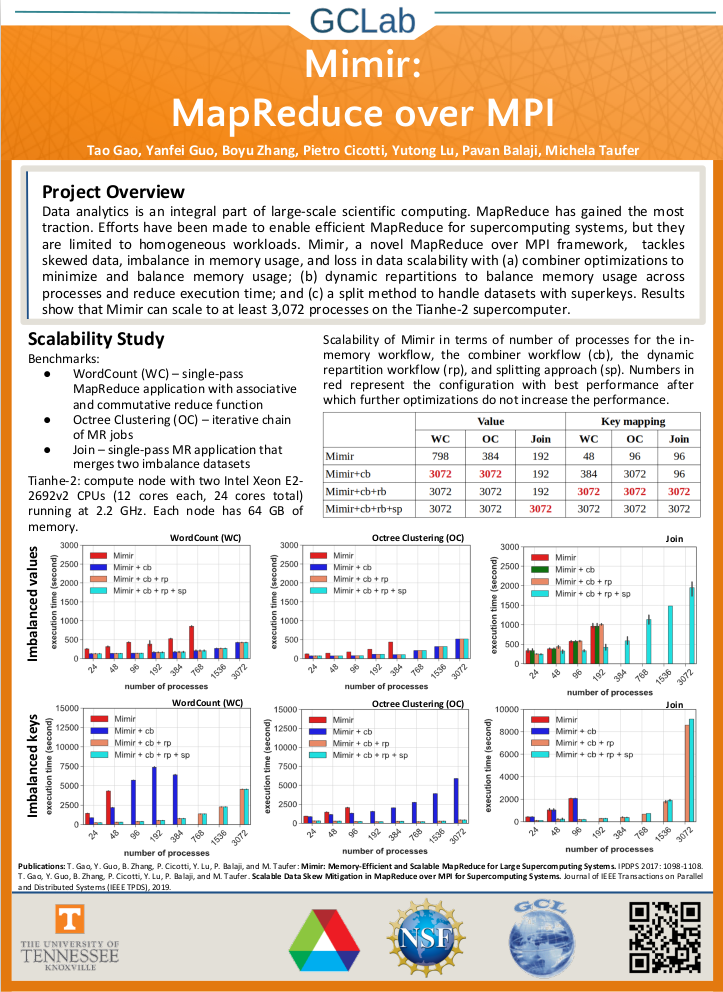 GCLab
Mimir:
MapReduce over MPI
Tao Gao, Yanfei Guo, Boyu Zhang, Pietro Cicotti, Yutong Lu, Pavan Balaji, Michela Taufer
Project Overview
Data analytics is an integral part of large-scale scientific computing. MapReduce has gained the most
traction. Efforts have been made to enable efficient MapReduce for supercomputing systems, but they
are limited to homogeneous workloads. Mimir, a novel MapReduce over MPI framework, tackles
skewed data, imbalance in memory usage, and loss in data scalability with (a) combiner optimizations to
minimize and balance memory usage; (b) dynamic repartitions to balance memory usage across
processes and reduce execution time; and (c) a split method to handle datasets with superkeys. Results
show that Mimir can scale to at least 3,072 processes on the Tianhe-2 supercomputer.
Scalability Study
Benchmarks:
● WordCount (WC) – single-pass
MapReduce application with associative
and commutative reduce function
● Octree Clustering (OC) – iterative chain
of MR jobs
● Join – single-pass MR application that
merges two imbalance datasets
Tianhe-2: compute node with two Intel Xeon E2-
2692v2 CPUs (12 cores each, 24 cores total)
running at 2.2 GHz. Each node has 64 GB of
memory.
Scalability of Mimir in terms of number of processes for the in-
memory workflow, the combiner workflow (cb), the dynamic
repartition workflow (rp), and splitting approach (sp). Numbers in
red represent the configuration with best performance after
which further optimizations do not increase the performance.
Value Key mapping
WC OC Join WC OC Join
Mimir 798 384 192 48 96 96
Mimir+cb 3072 3072 192 384 3072 96
Mimir+cb+rb 3072 3072 192 3072 3072 3072
Mimir+cb+rb+sp 3072 3072 3072 3072 3072 3072
Imbalanced values
WordCount (WC)
execution time (second)
3000
2500
2000
1500
1000
500
0
Mimir
Mimir + cb
Mimir + cb + rp
Mimir + cb + rp + sp
24 48 96 192 384 768 1536 3072
number of processes
Octree Clustering (OC)
execution time (second)
3000
2500
2000
1500
1000
500
0
Mimir
Mimir + cb
Mimir + cb + rp
Mimir + cb + rp + sp
24 48 96 192 384 768 1536 3072
number of processes
Join
execution time (second)
3000
2500
2000
1500
1000
500
0
Mimir
Mimir + cb
Mimir + cb + rp
Mimir + cb + rp + sp
24 48 96 192 384 768 1536 3072
number of processes
Imbalanced keys
WordCount (WC)
execution time (second)
15000
12500
10000
7500
5000
2500
0
Mimir
Mimir + cb
Mimir + cb + rp
Mimir + cb + rp + sp
24 48 96 192 384 768 1536 3072
number of processes
Octree Clustering (OC)
execution time (second)
15000
12500
10000
7500
5000
2500
0
Mimir
Mimir + cb
Mimir + cb + rp
Mimir + cb + rp + sp
24 48 96 192 384 768 1536 3072
number of processes
Join
execution time (second)
10000
8000
6000
4000
2000
0
Mimir
Mimir + cb
Mimir + cb + rp
Mimir + cb + rp + sp
24 48 96 192 384 768 1536 3072
number of processes
Publications: T. Gao, Y. Guo, B. Zhang, P. Cicotti, Y. Lu, P. Balaji, and M. Taufer: Mimir: Memory-Efficient and Scalable MapReduce for Large Supercomputing Systems. IPDPS 2017: 1098-1108.
T. Gao, Y. Guo, B. Zhang, P. Cicotti, Y. Lu, P. Balaji, and M. Taufer. Scalable Data Skew Mitigation in MapReduce over MPI for Supercomputing Systems. Journal of IEEE Transactions on Parallel
and Distributed Systems (IEEE TPDS), 2019.
T
THE UNIVERSITY OF
TENNESSEE
KNOXVILLE
NSF
GCL